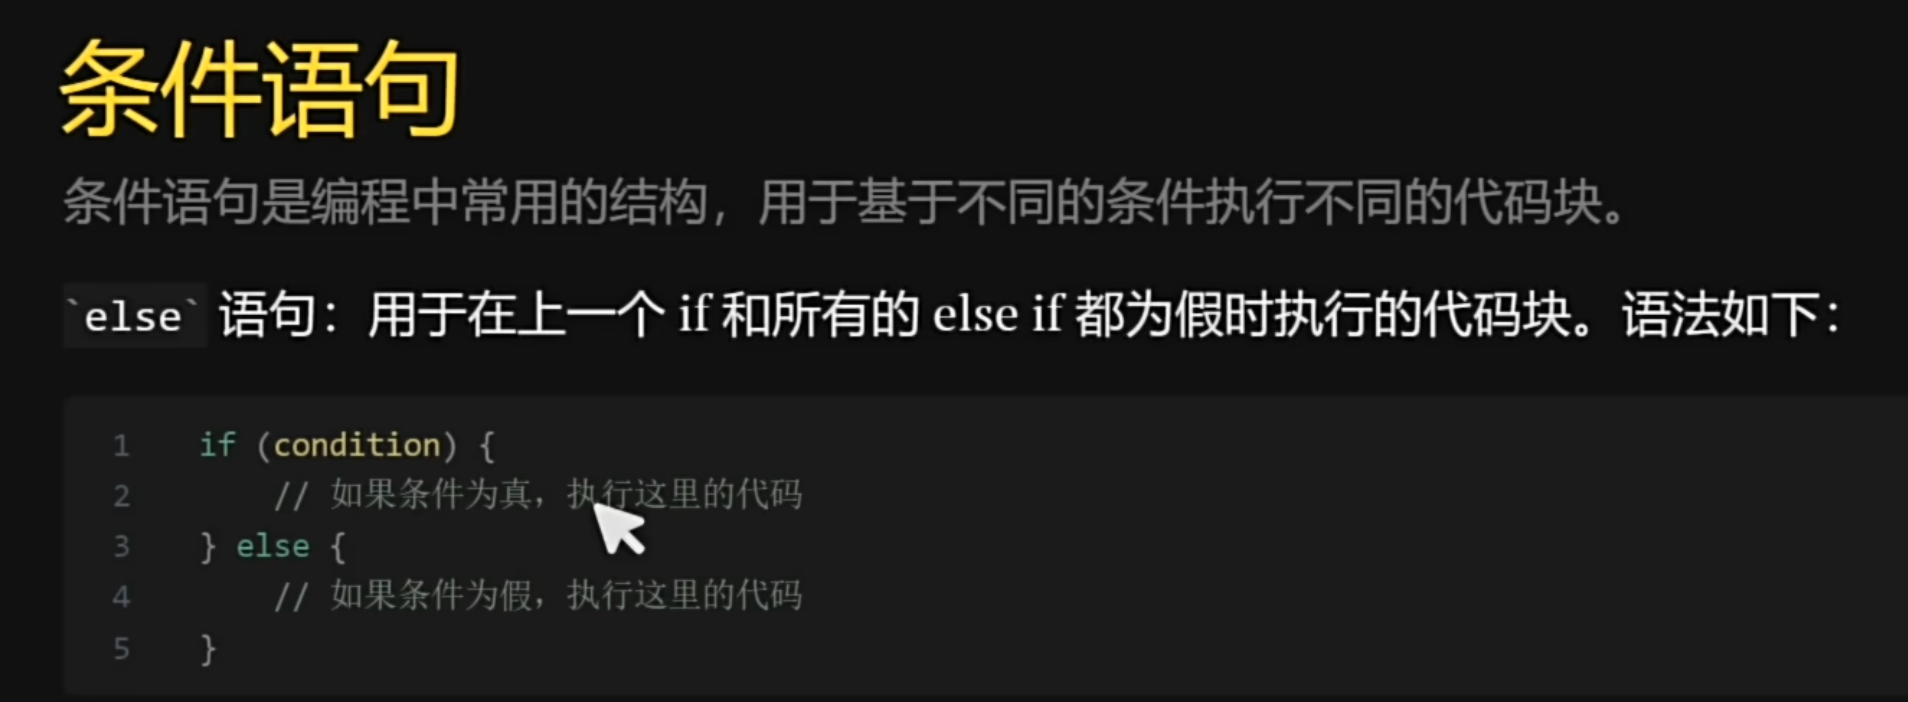 条件语句
条件语句是编程中常用的结构，用于基于不同的条件执行不同的代码块。
`else` 语句：用于在上一个 if 和所有的 else if 都为假时执行的代码块。语法如下：
1 if (condition) {
2 // 如果条件为真，执行这里的代码
3 } else {
4 // 如果条件为假，执行这里的代码
5 }